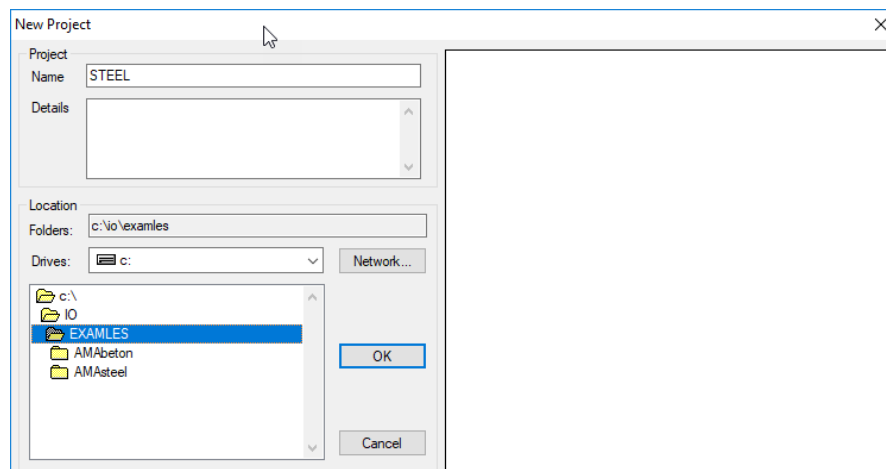 New Project
Project
Name STEEL
Details
Location
Folders: c:\io\examles
Drives: c: Network...
c:\
IO
EXAMLES
AMAbeton
AMAsteel
OK
Cancel